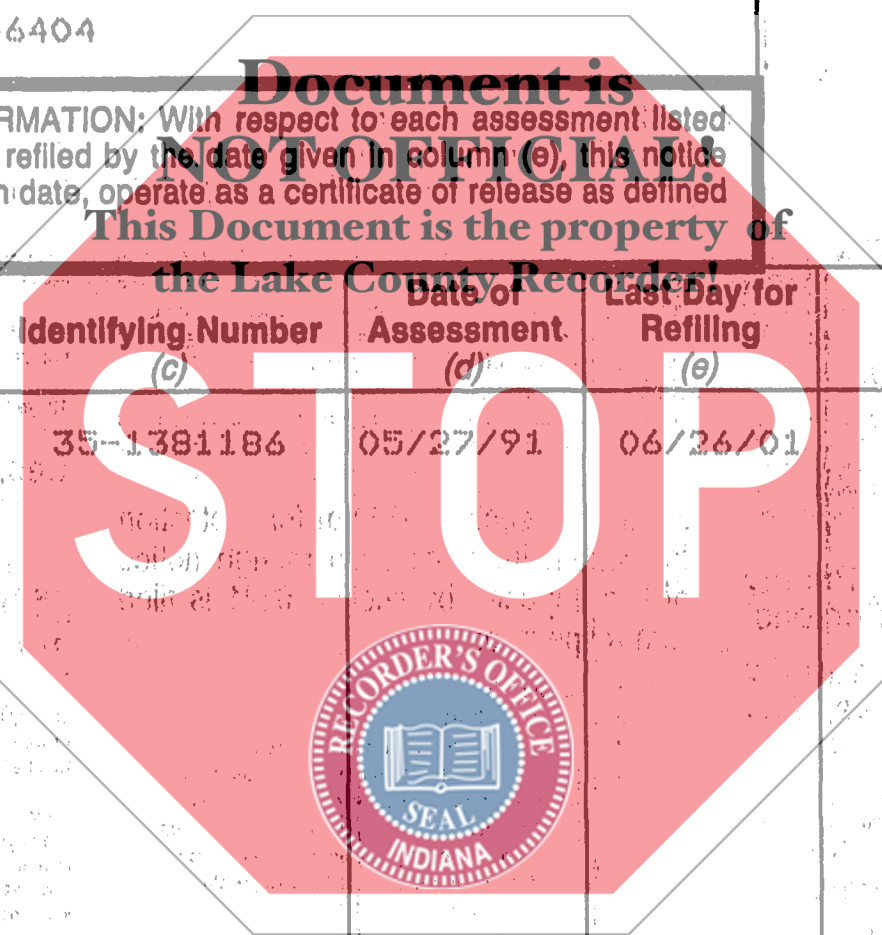 6404
Document is
RMATION: With respect to each assessment listed
NOT OFFICIAL!
refiled by the date given in column (e), this notice
date, operate as a certificate of release as defined
This Document is the property of
the Lake County Recorder!
Identifying Number
(c)
Date of
Assessment
(d)
Last Day for
Refiling
(e)
STOP
35-1381186 05/27/91 06/26/01
RECORDER'S OFFICE
SEAL
INDIANA